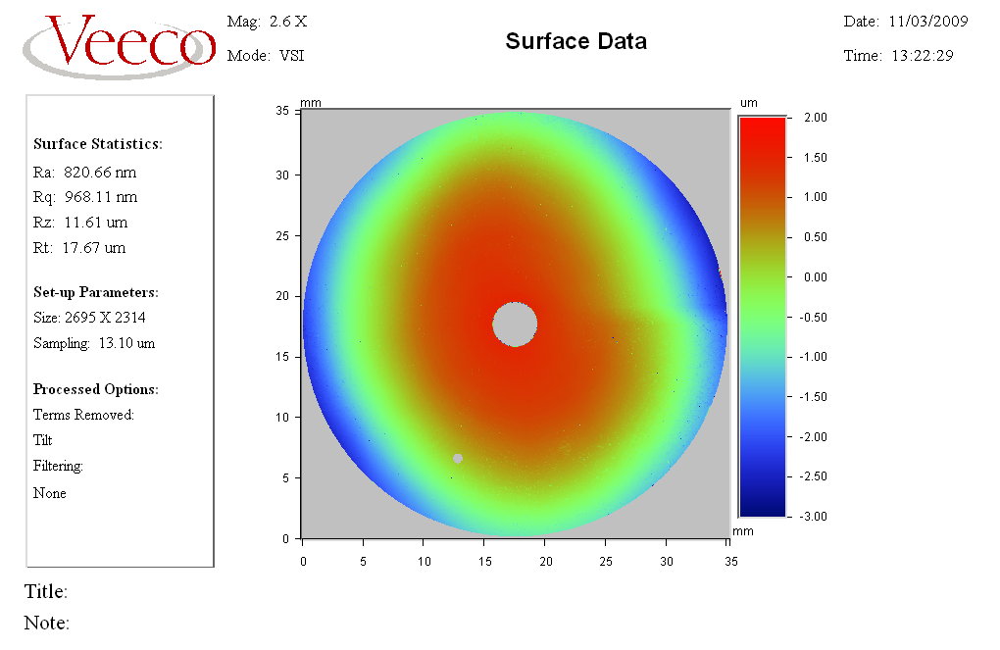 Veeco
Mag: 2.6 X
Mode: VSI
Surface Data
Date: 11/03/2009
Time: 13:22:29
Surface Statistics:
Ra: 820.66 nm
Rq: 968.11 nm
Rz: 11.61 um
Rt: 17.67 um
Set-up Parameters:
Size: 2695 X 2314
Sampling: 13.10 um
Processed Options:
Terms Removed:
Tilt
Filtering:
None
mm
35
30
25
20
15
10
5
0
0 5 10 15 20 25 30 35
mm
um
2.00
1.50
1.00
0.50
0.00
-0.50
-1.00
-1.50
-2.00
-2.50
-3.00
Title:
Note: